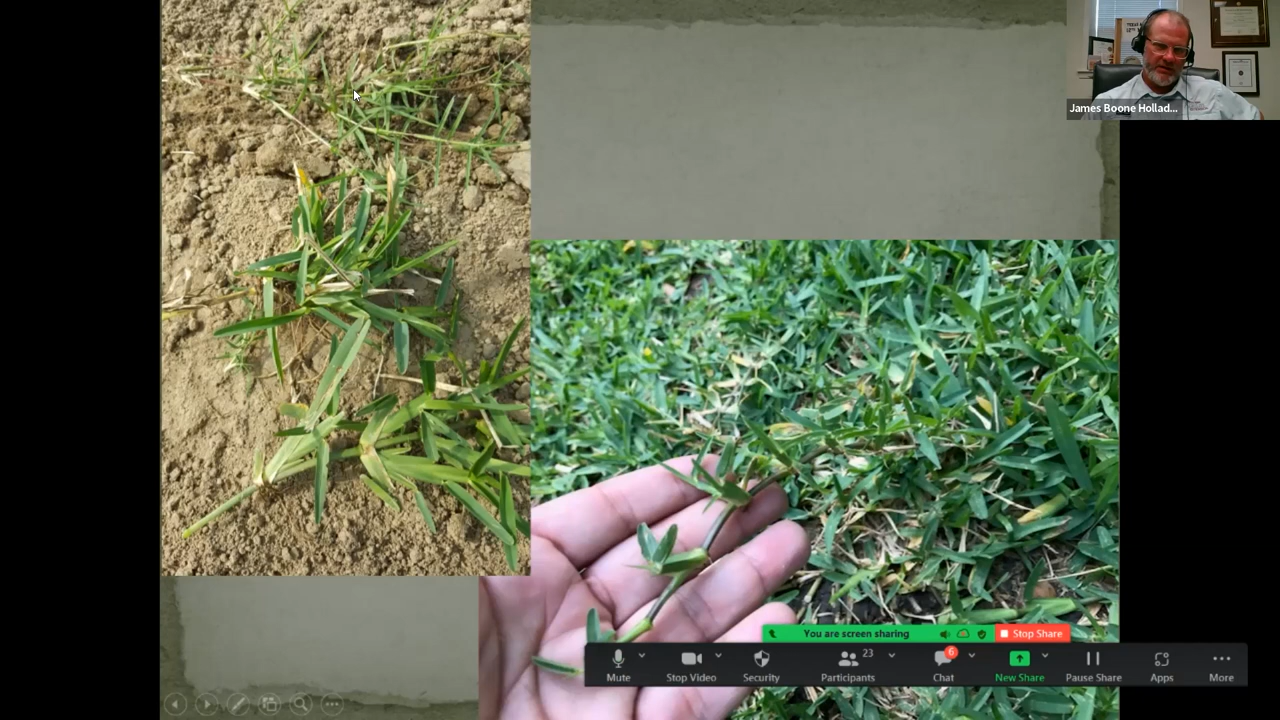 James Boone Hollad...
You are screen sharing
Stop Share
Mute
Stop Video
Security
23
Participants
6
Chat
New Share
Pause Share
Apps
More